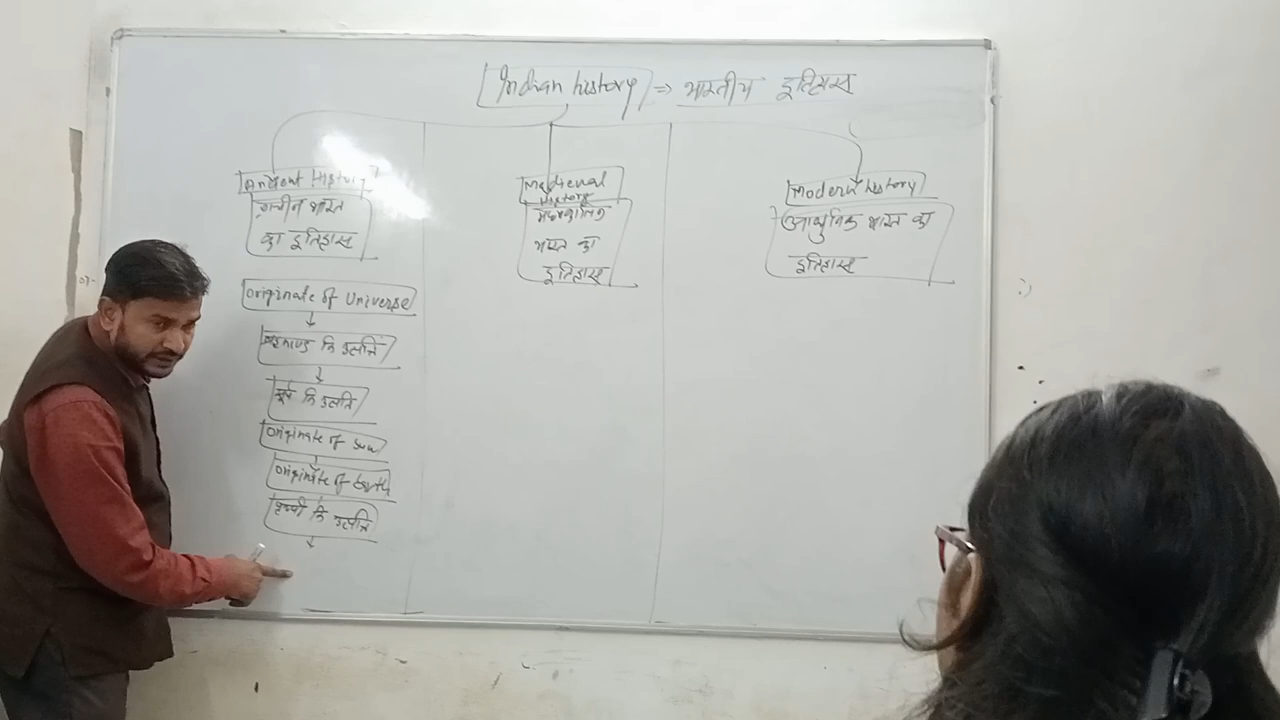 Indian history ⇒ भारतीय इतिहास
Ancient History
प्राचीन भारत
का इतिहास
Originate of Universe
↓
ब्रह्माण्ड कि उत्पत्ति
↓
सूर्य कि उत्पत्ति
Originate of Sun
Originate of Earth
पृथ्वी कि उत्पत्ति
↓
Medieval
History
मध्यकालिन
भारत का
इतिहास
Modern history
आधुनिक भारत का
इतिहास